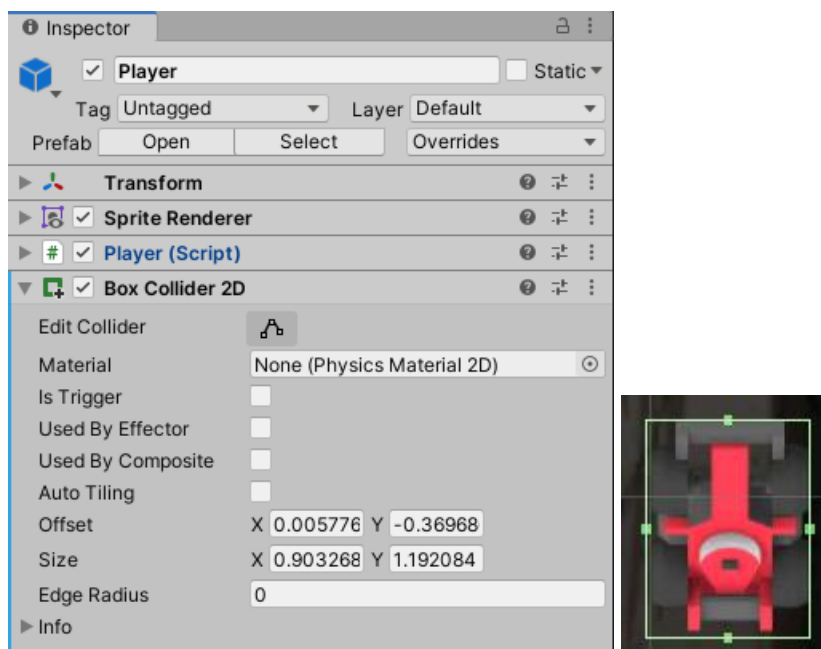 Inspector
Player Static
Tag Untagged Layer Default
Prefab Open Select Overrides
Transform
Sprite Renderer
# Player (Script)
Box Collider 2D
Edit Collider
Material None (Physics Material 2D)
Is Trigger
Used By Effector
Used By Composite
Auto Tiling
Offset X 0.005776 Y -0.36968
Size X 0.903268 Y 1.192084
Edge Radius 0
Info